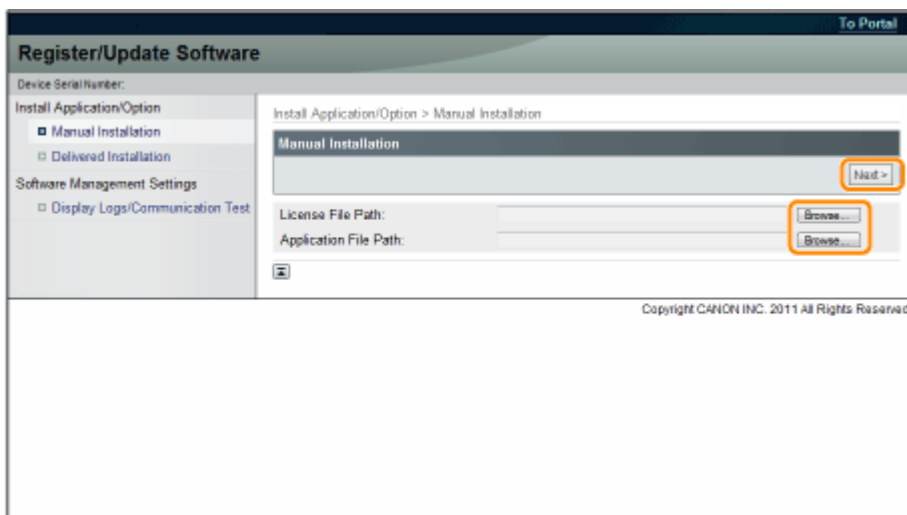 To Portal
Register/Update Software
Device Serial Number:
Install Application/Option
Manual Installation
Delivered Installation
Software Management Settings
Display Logs/Communication Test
Install Application/Option > Manual Installation
Manual Installation
Next >
License File Path:
Browse...
Application File Path:
Browse...
Copyright CANON INC. 2011 All Rights Reserved